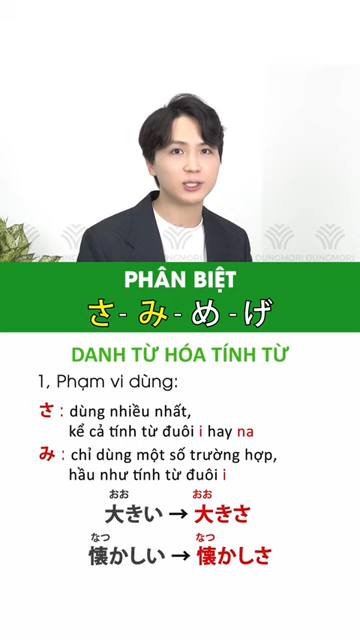 DUNGMORI DUNGMORI
PHÂN BIỆT
さ - み - め - げ
DANH TỪ HÓA TÍNH TỪ
1, Phạm vi dùng:
さ : dùng nhiều nhất,
kể cả tính từ đuôi i hay na
み : chỉ dùng một số trường hợp,
hầu như tính từ đuôi i
おお おお
大きい → 大きさ
なつ なつ
懐かしい → 懐かしさ